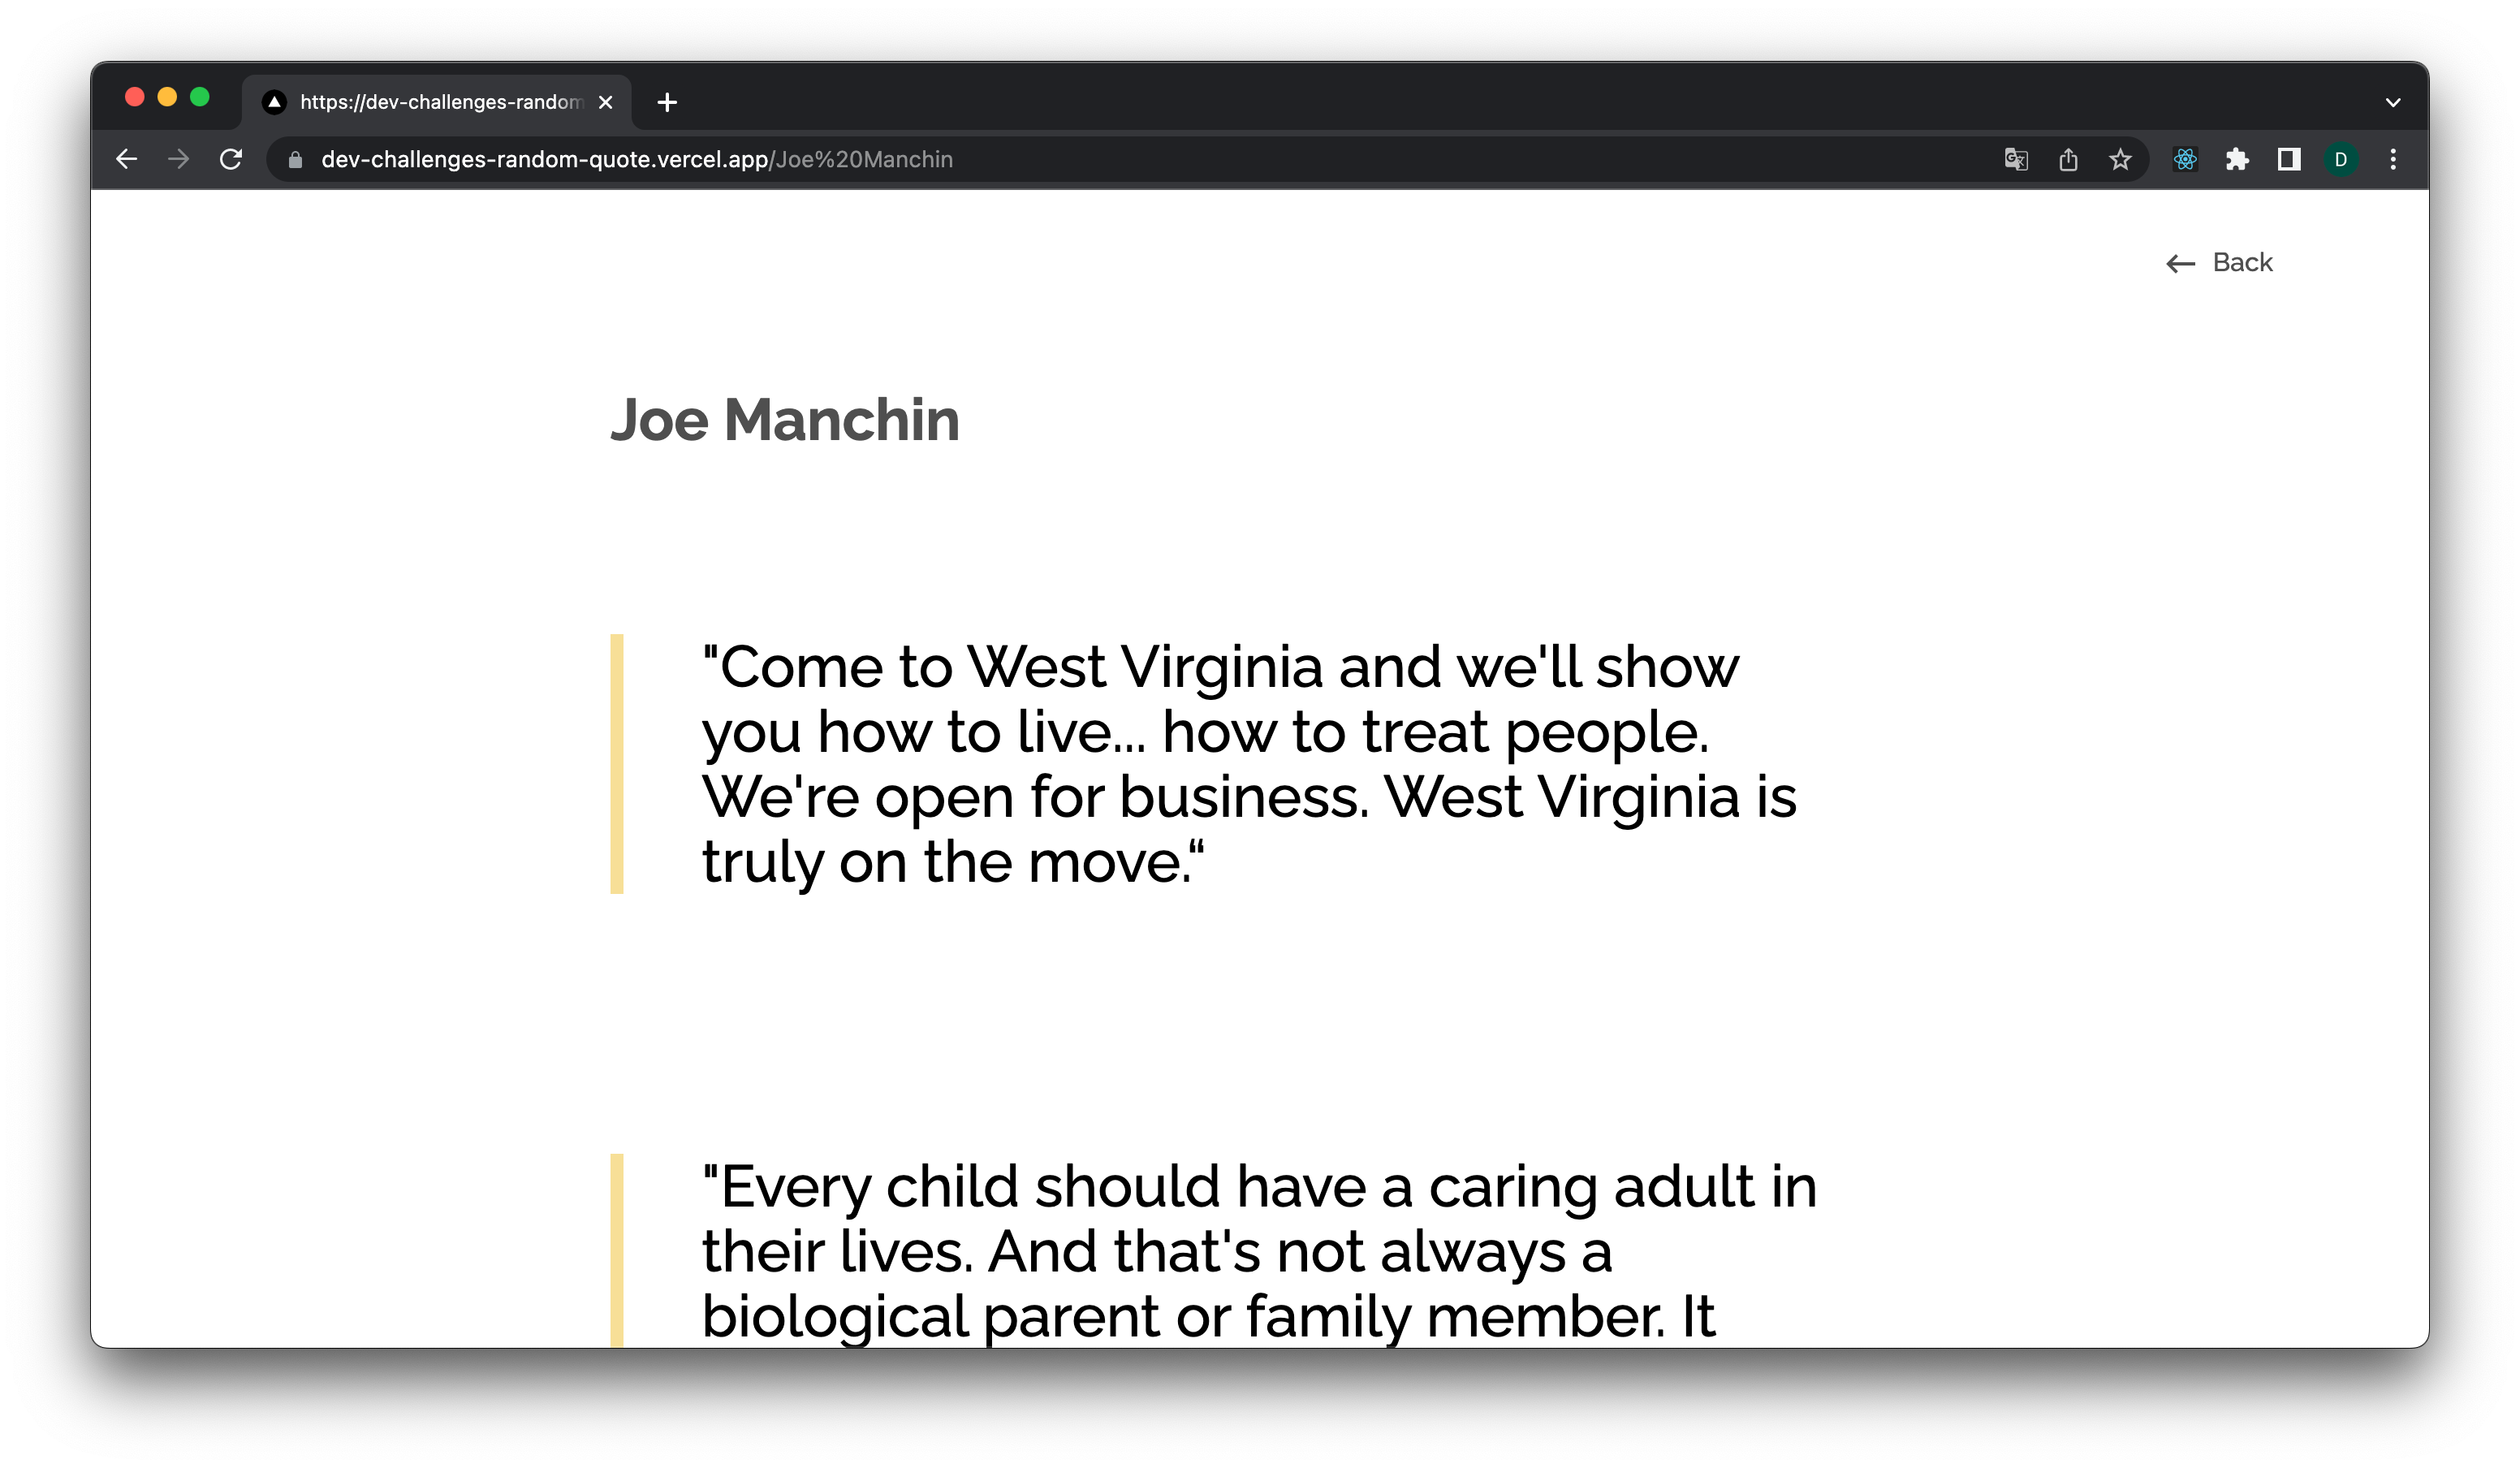 https://dev-challenges-random
dev-challenges-random-quote.vercel.app/Joe%20Manchin
D
Back
Joe Manchin
"Come to West Virginia and we'll show
you how to live... how to treat people.
We're open for business. West Virginia is
truly on the move.“
"Every child should have a caring adult in
their lives. And that's not always a
biological parent or family member. It